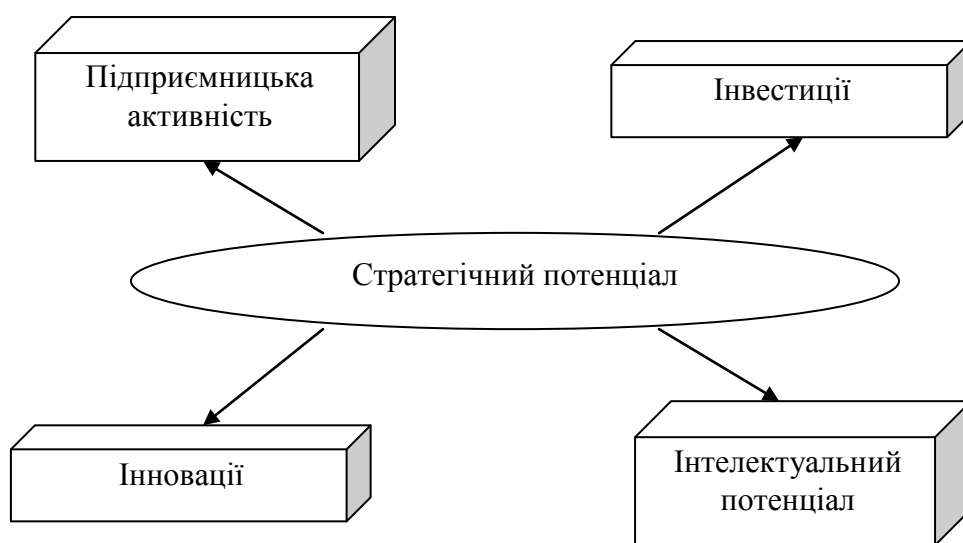 Підприємницька
активність
Інвестиції
Стратегічний потенціал
Інновації
Інтелектуальний
потенціал